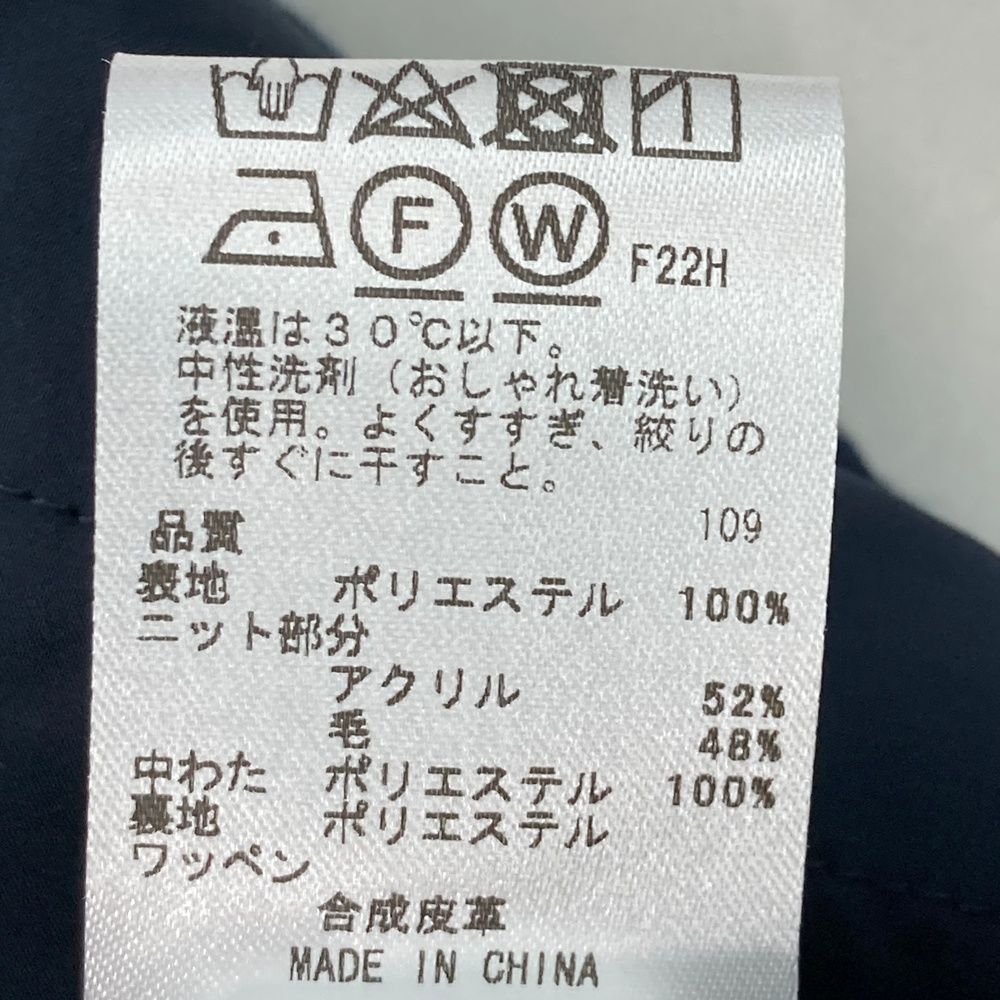 F W F22H
液温は30℃以下。
中性洗剤(おしゃれ着洗い)
を使用。よくすすぎ、絞りの
後すぐに干すこと。
品質 109
表地 ポリエステル 100%
ニット部分
アクリル 52%
毛 48%
中わた ポリエステル 100%
裏地 ポリエステル
ワッペン
合成皮革
MADE IN CHINA